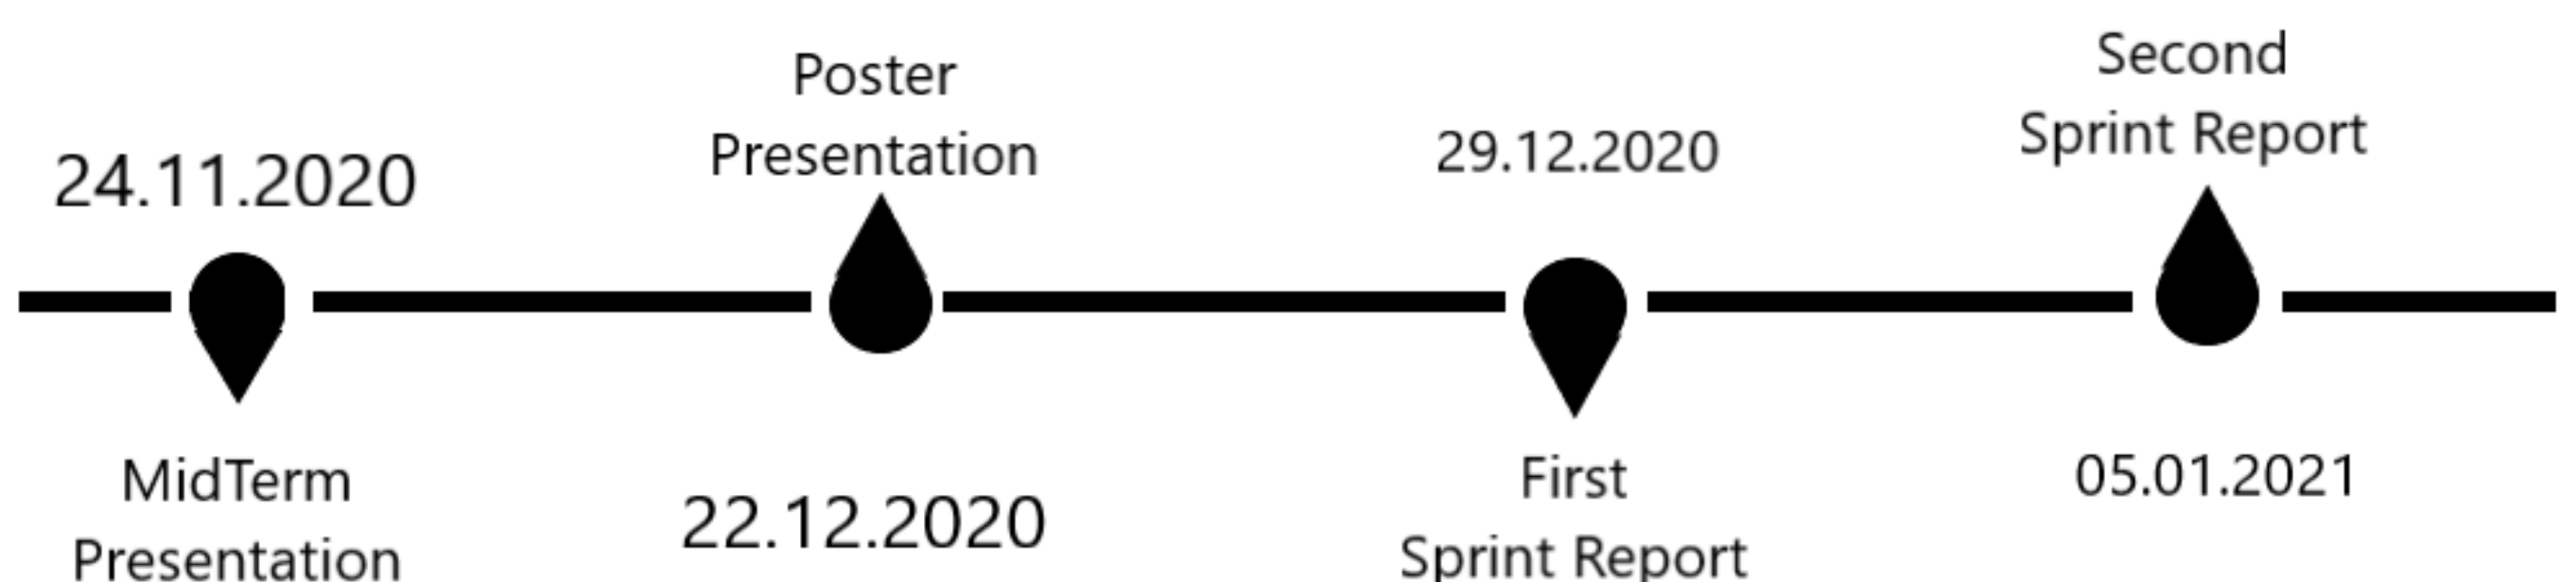 24.11.2020
MidTerm
Presentation
Poster
Presentation
22.12.2020
29.12.2020
First
Sprint Report
Second
Sprint Report
05.01.2021